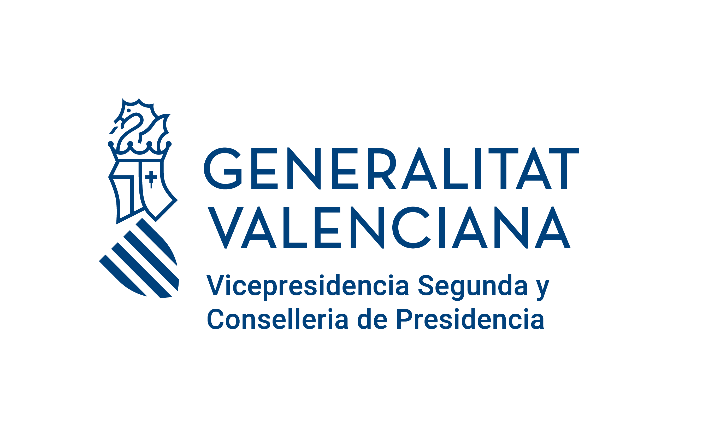 GENERALITAT
VALENCIANA
Vicepresidencia Segunda y
Conselleria de Presidencia